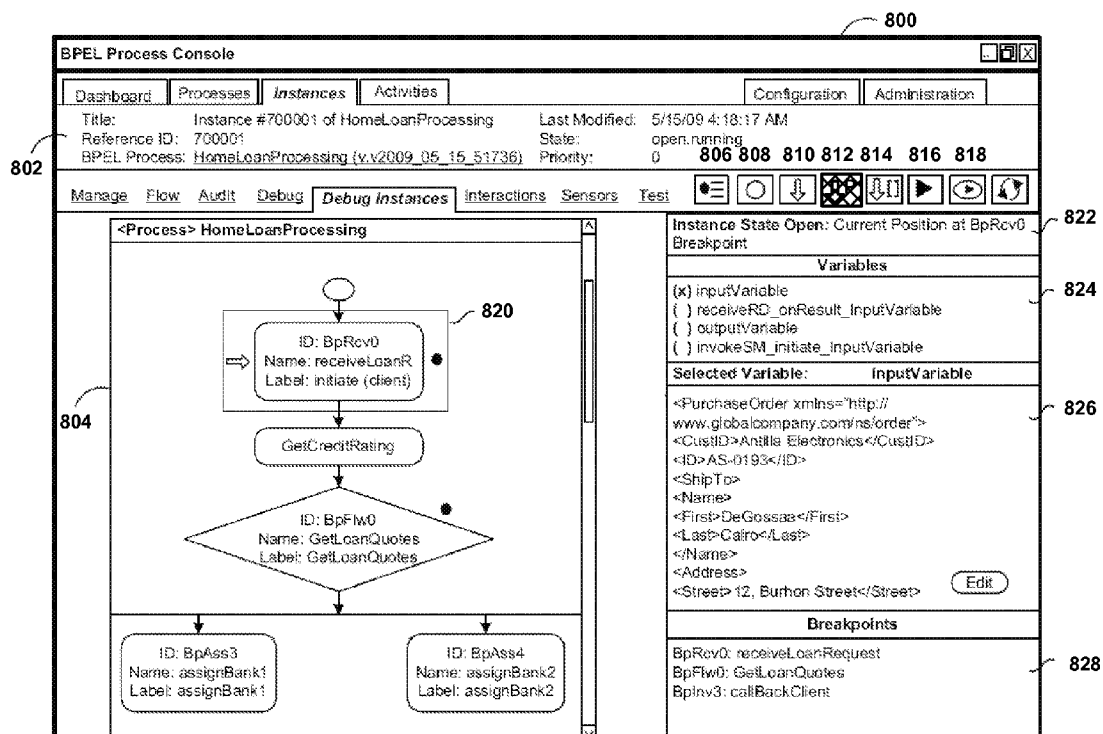 800
BPEL Process Console
Dashboard Processes Instances Activities Configuration Administration
Title: Instance #700001 of HomeLoanProcessing Last Modified: 5/15/09 4:18:17 AM
Reference ID: 700001 State: open.running
802
BPEL Process: HomeLoanProcessing (v.v2009_05_15_51736) Priority: 0
806 808 810 812 814 816 818
Manage Flow Audit Debug Debug Instances Interactions Sensors Test
<Process> HomeLoanProcessing
820
ID: BpRcv0
Name: receiveLoanR
Label: initiate (client)
804
GetCreditRating
ID: BpFlw0
Name: GetLoanQuotes
Label: GetLoanQuotes
ID: BpAss3
Name: assignBank1
Label: assignBank1
ID: BpAss4
Name: assignBank2
Label: assignBank2
Instance State Open: Current Position at BpRcv0
Breakpoint
822
Variables
(x) inputVariable
824
( ) receiveRD_onResult_InputVariable
( ) outputVariable
( ) invokeSM_initiate_InputVariable
Selected Variable: inputVariable
<PurchaseOrder xmlns="http://
826
www.globalcompany.com/ns/order">
<CustID>Antilla Electronics</CustID>
<ID>AS-0193</ID>
<ShipTo>
<Name>
<First>DeGossaa</First>
<Last>Cairo</Last>
</Name>
<Address>
<Street>12, Burhon Street</Street>
Edit
Breakpoints
BpRcv0: receiveLoanRequest
BpFlw0: GetLoanQuotes
828
BpInv3: callBackClient